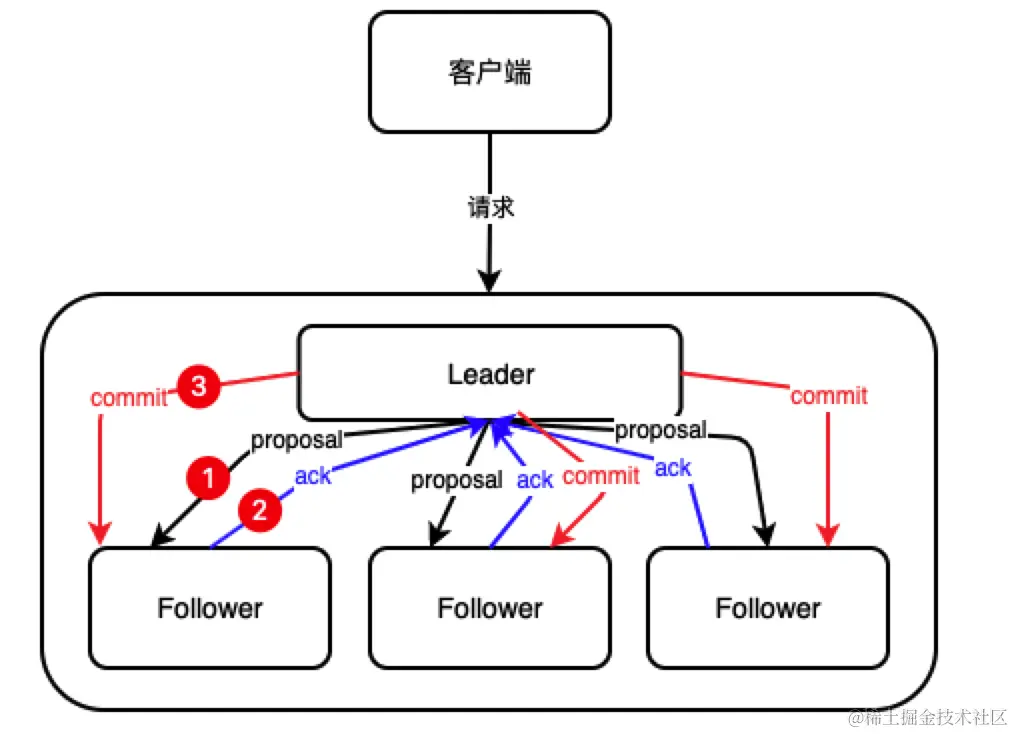 客户端
请求
Leader
commit
3
commit
proposal
proposal
1
ack
proposal
ack
commit
ack
2
Follower
Follower
Follower
@稀土掘金技术社区